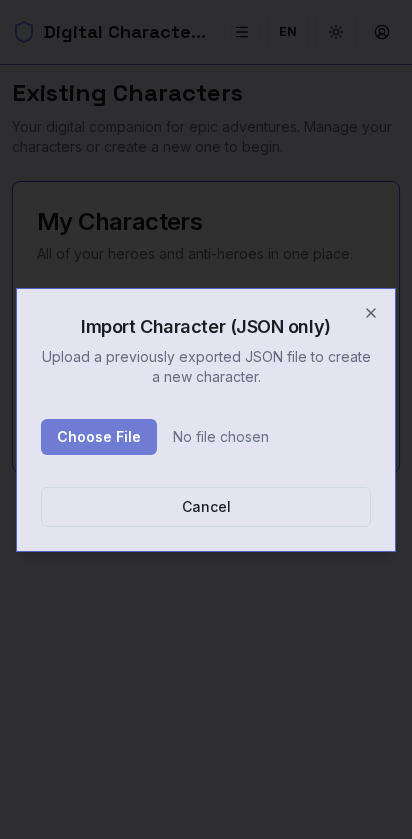 Digital Characte...
EN
Existing Characters
Your digital companion for epic adventures. Manage your
characters or create a new one to begin.
My Characters
All of your heroes and anti-heroes in one place.
Import Character (JSON only)
Upload a previously exported JSON file to create
a new character.
Choose File No file chosen
Cancel